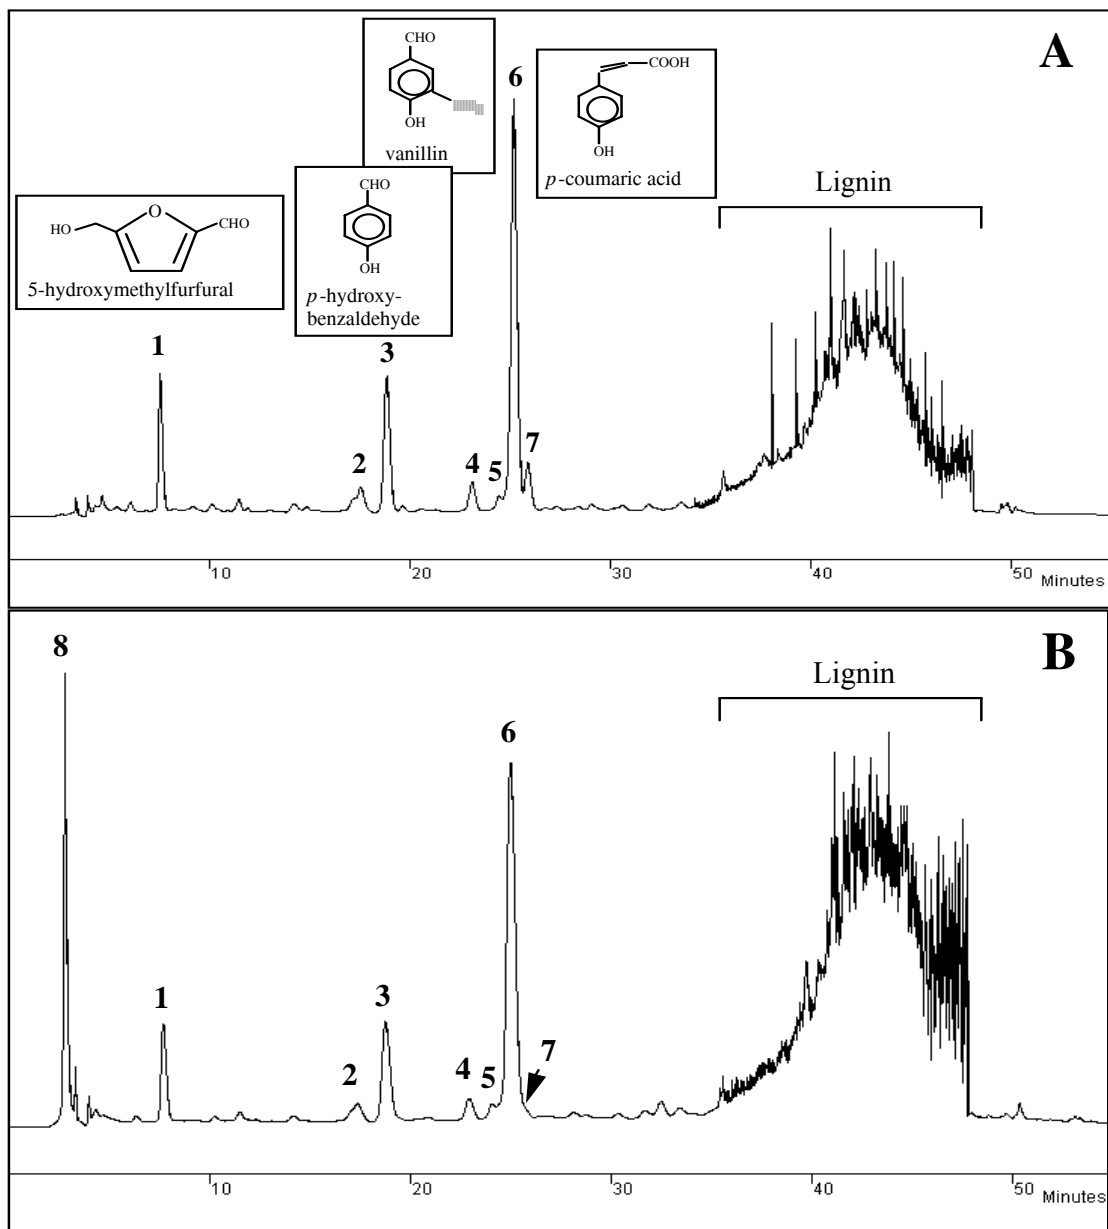 A
CHO
OH
vanillin
6
COOH
OH
p-coumaric acid
Lignin
CHO
OH
p-hydroxy-
benzaldehyde
HO
O
CHO
5-hydroxymethylfurfural
1
2
3
4
5
7
10
20
30
40
50
Minutes
B
8
Lignin
6
1
3
2
4
5
7
10
20
30
40
50
Minutes